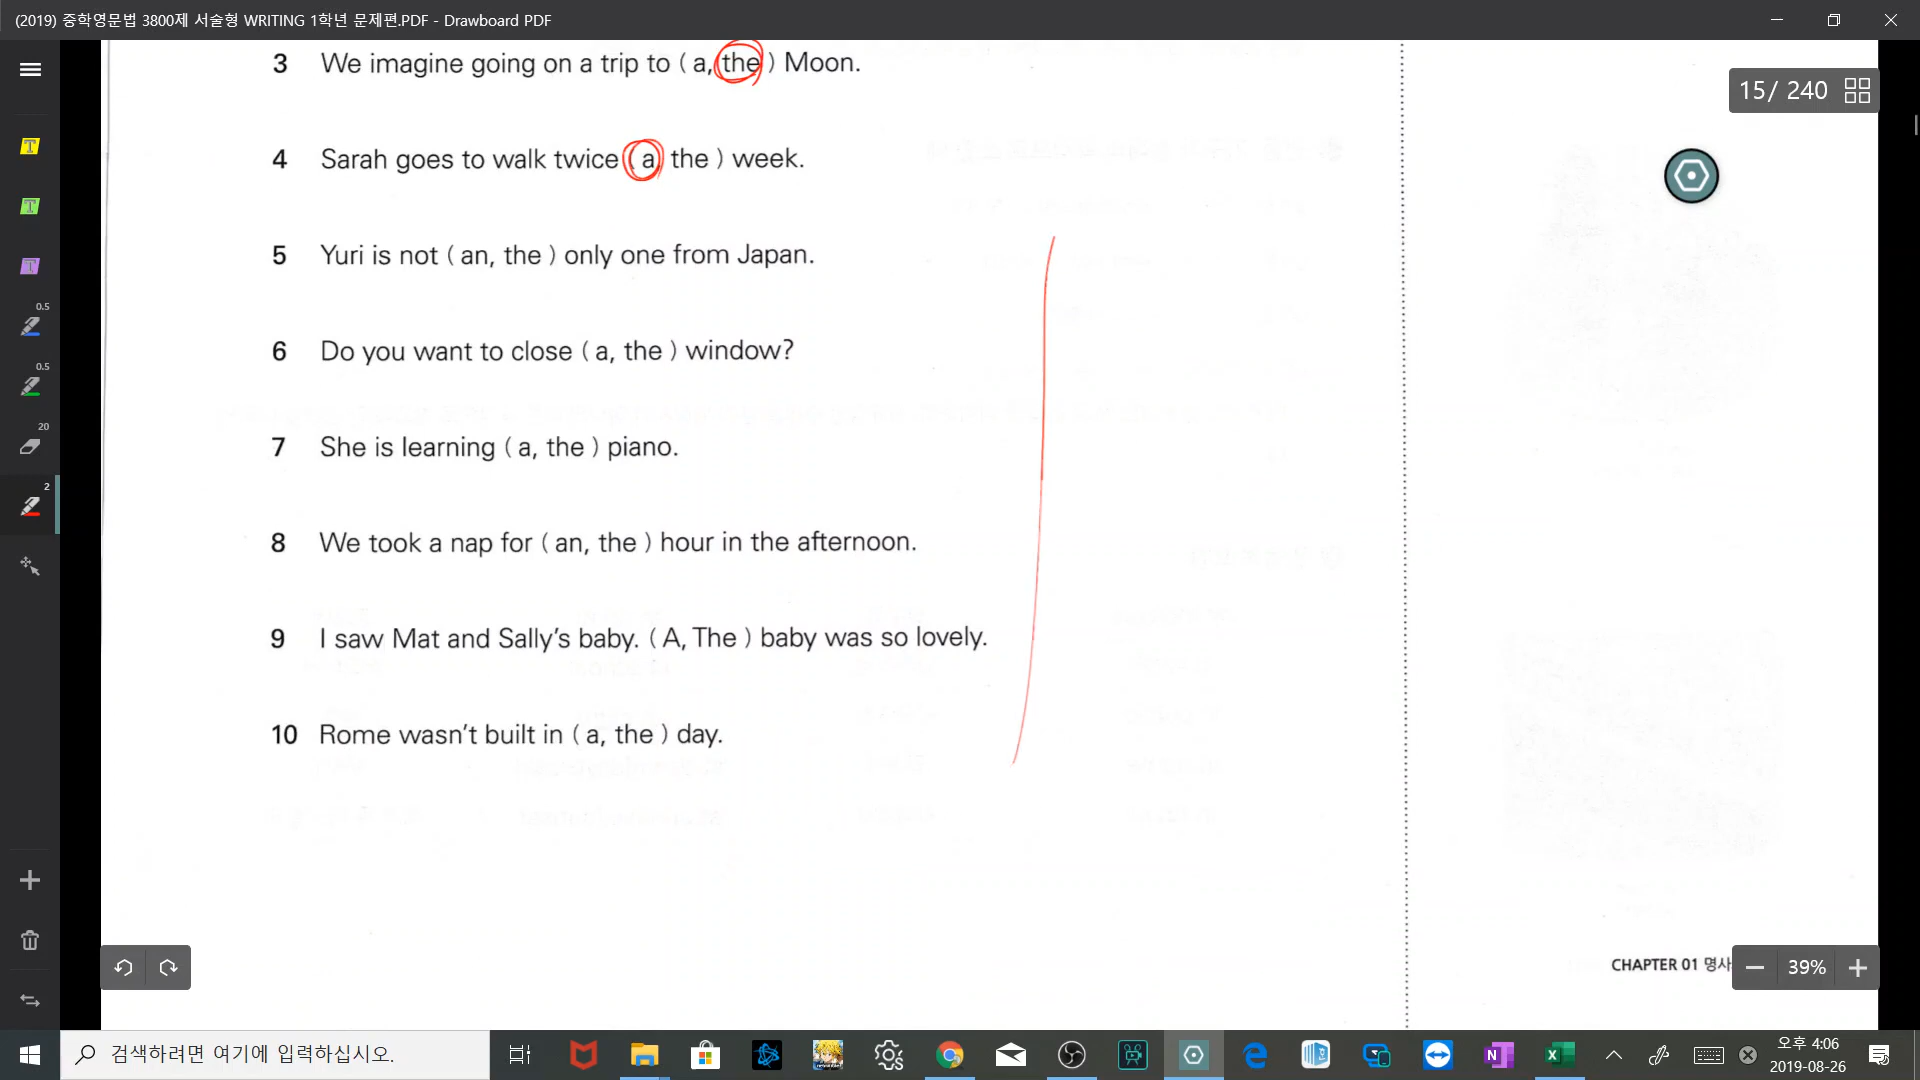 (2019) 중학영문법 3800제 서술형 WRITING 1학년 문제편.PDF - Drawboard PDF
15/ 240
3 We imagine going on a trip to ( a, the ) Moon.
4 Sarah goes to walk twice ( a, the ) week.
5 Yuri is not ( an, the ) only one from Japan.
6 Do you want to close ( a, the ) window?
7 She is learning ( a, the ) piano.
8 We took a nap for ( an, the ) hour in the afternoon.
9 I saw Mat and Sally's baby. ( A, The ) baby was so lovely.
10 Rome wasn't built in ( a, the ) day.
T
T
T
0.5
0.5
20
2
CHAPTER 01 명사
39%
검색하려면 여기에 입력하십시오.
오후 4:06
2019-08-26